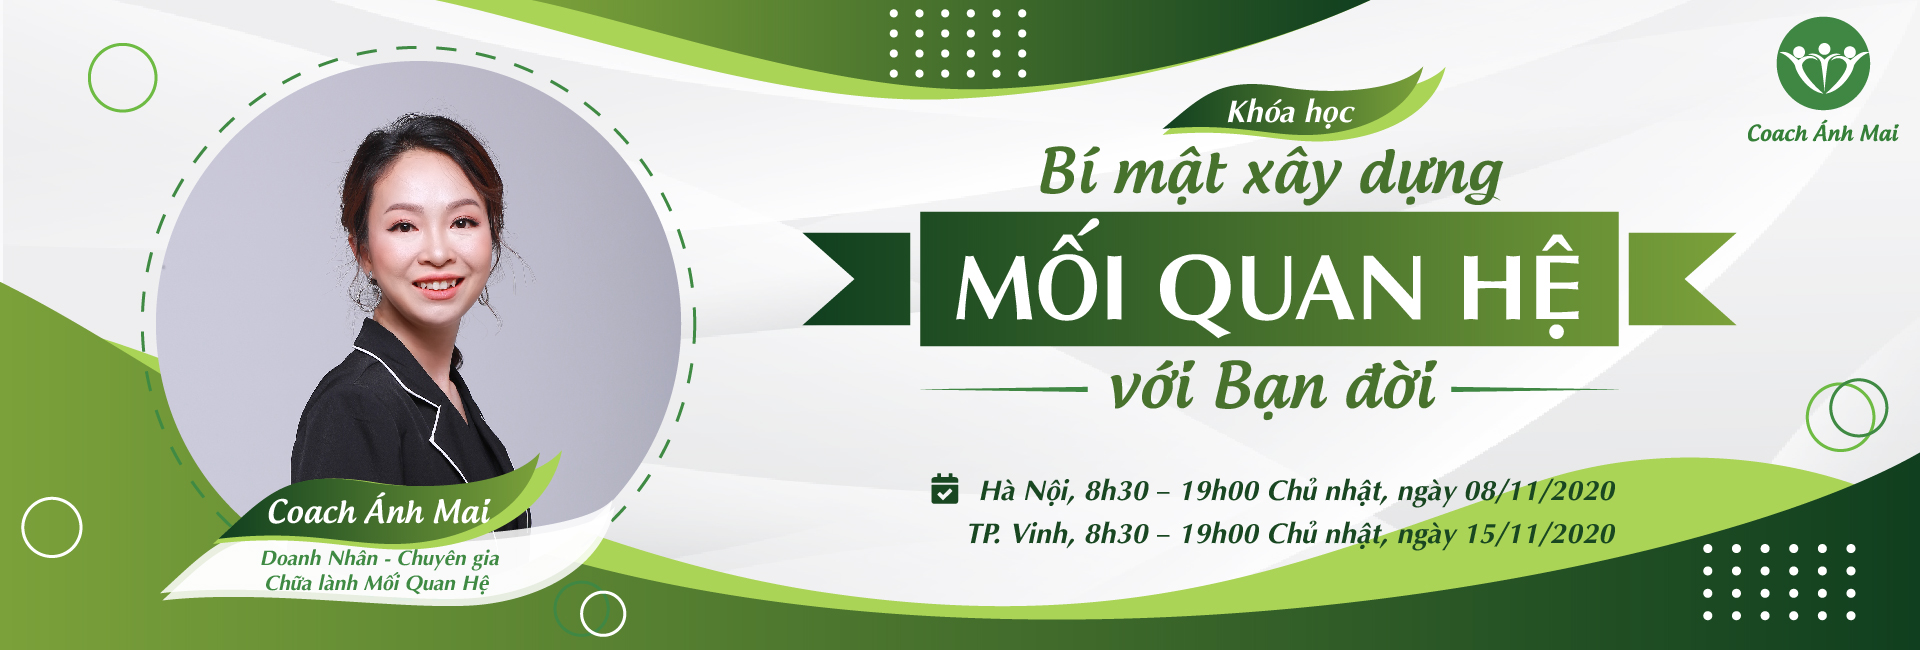 Coach Ánh Mai
Khóa học
Bí mật xây dựng
MỐI QUAN HỆ
với Bạn đời
Hà Nội, 8h30 – 19h00 Chủ nhật, ngày 08/11/2020
TP. Vinh, 8h30 – 19h00 Chủ nhật, ngày 15/11/2020
Coach Ánh Mai
Doanh Nhân - Chuyên gia
Chữa lành Mối Quan Hệ